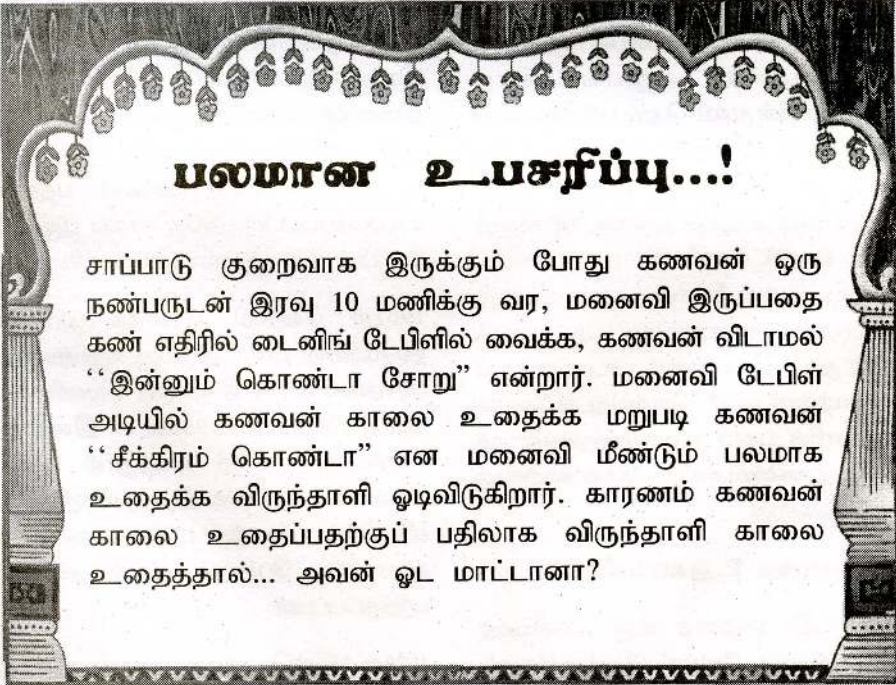 பலமான உபசரிப்பு...!
சாப்பாடு குறைவாக இருக்கும் போது கணவன் ஒரு
நண்பருடன் இரவு 10 மணிக்கு வர, மனைவி இருப்பதை
கண் எதிரில் டைனிங் டேபிளில் வைக்க, கணவன் விடாமல்
‘‘இன்னும் கொண்டா சோறு” என்றார். மனைவி டேபிள்
அடியில் கணவன் காலை உதைக்க மறுபடி கணவன்
‘‘சீக்கிரம் கொண்டா” என மனைவி மீண்டும் பலமாக
உதைக்க விருந்தாளி ஓடிவிடுகிறார். காரணம் கணவன்
காலை உதைப்பதற்குப் பதிலாக விருந்தாளி காலை
உதைத்தால்... அவன் ஓட மாட்டானா?